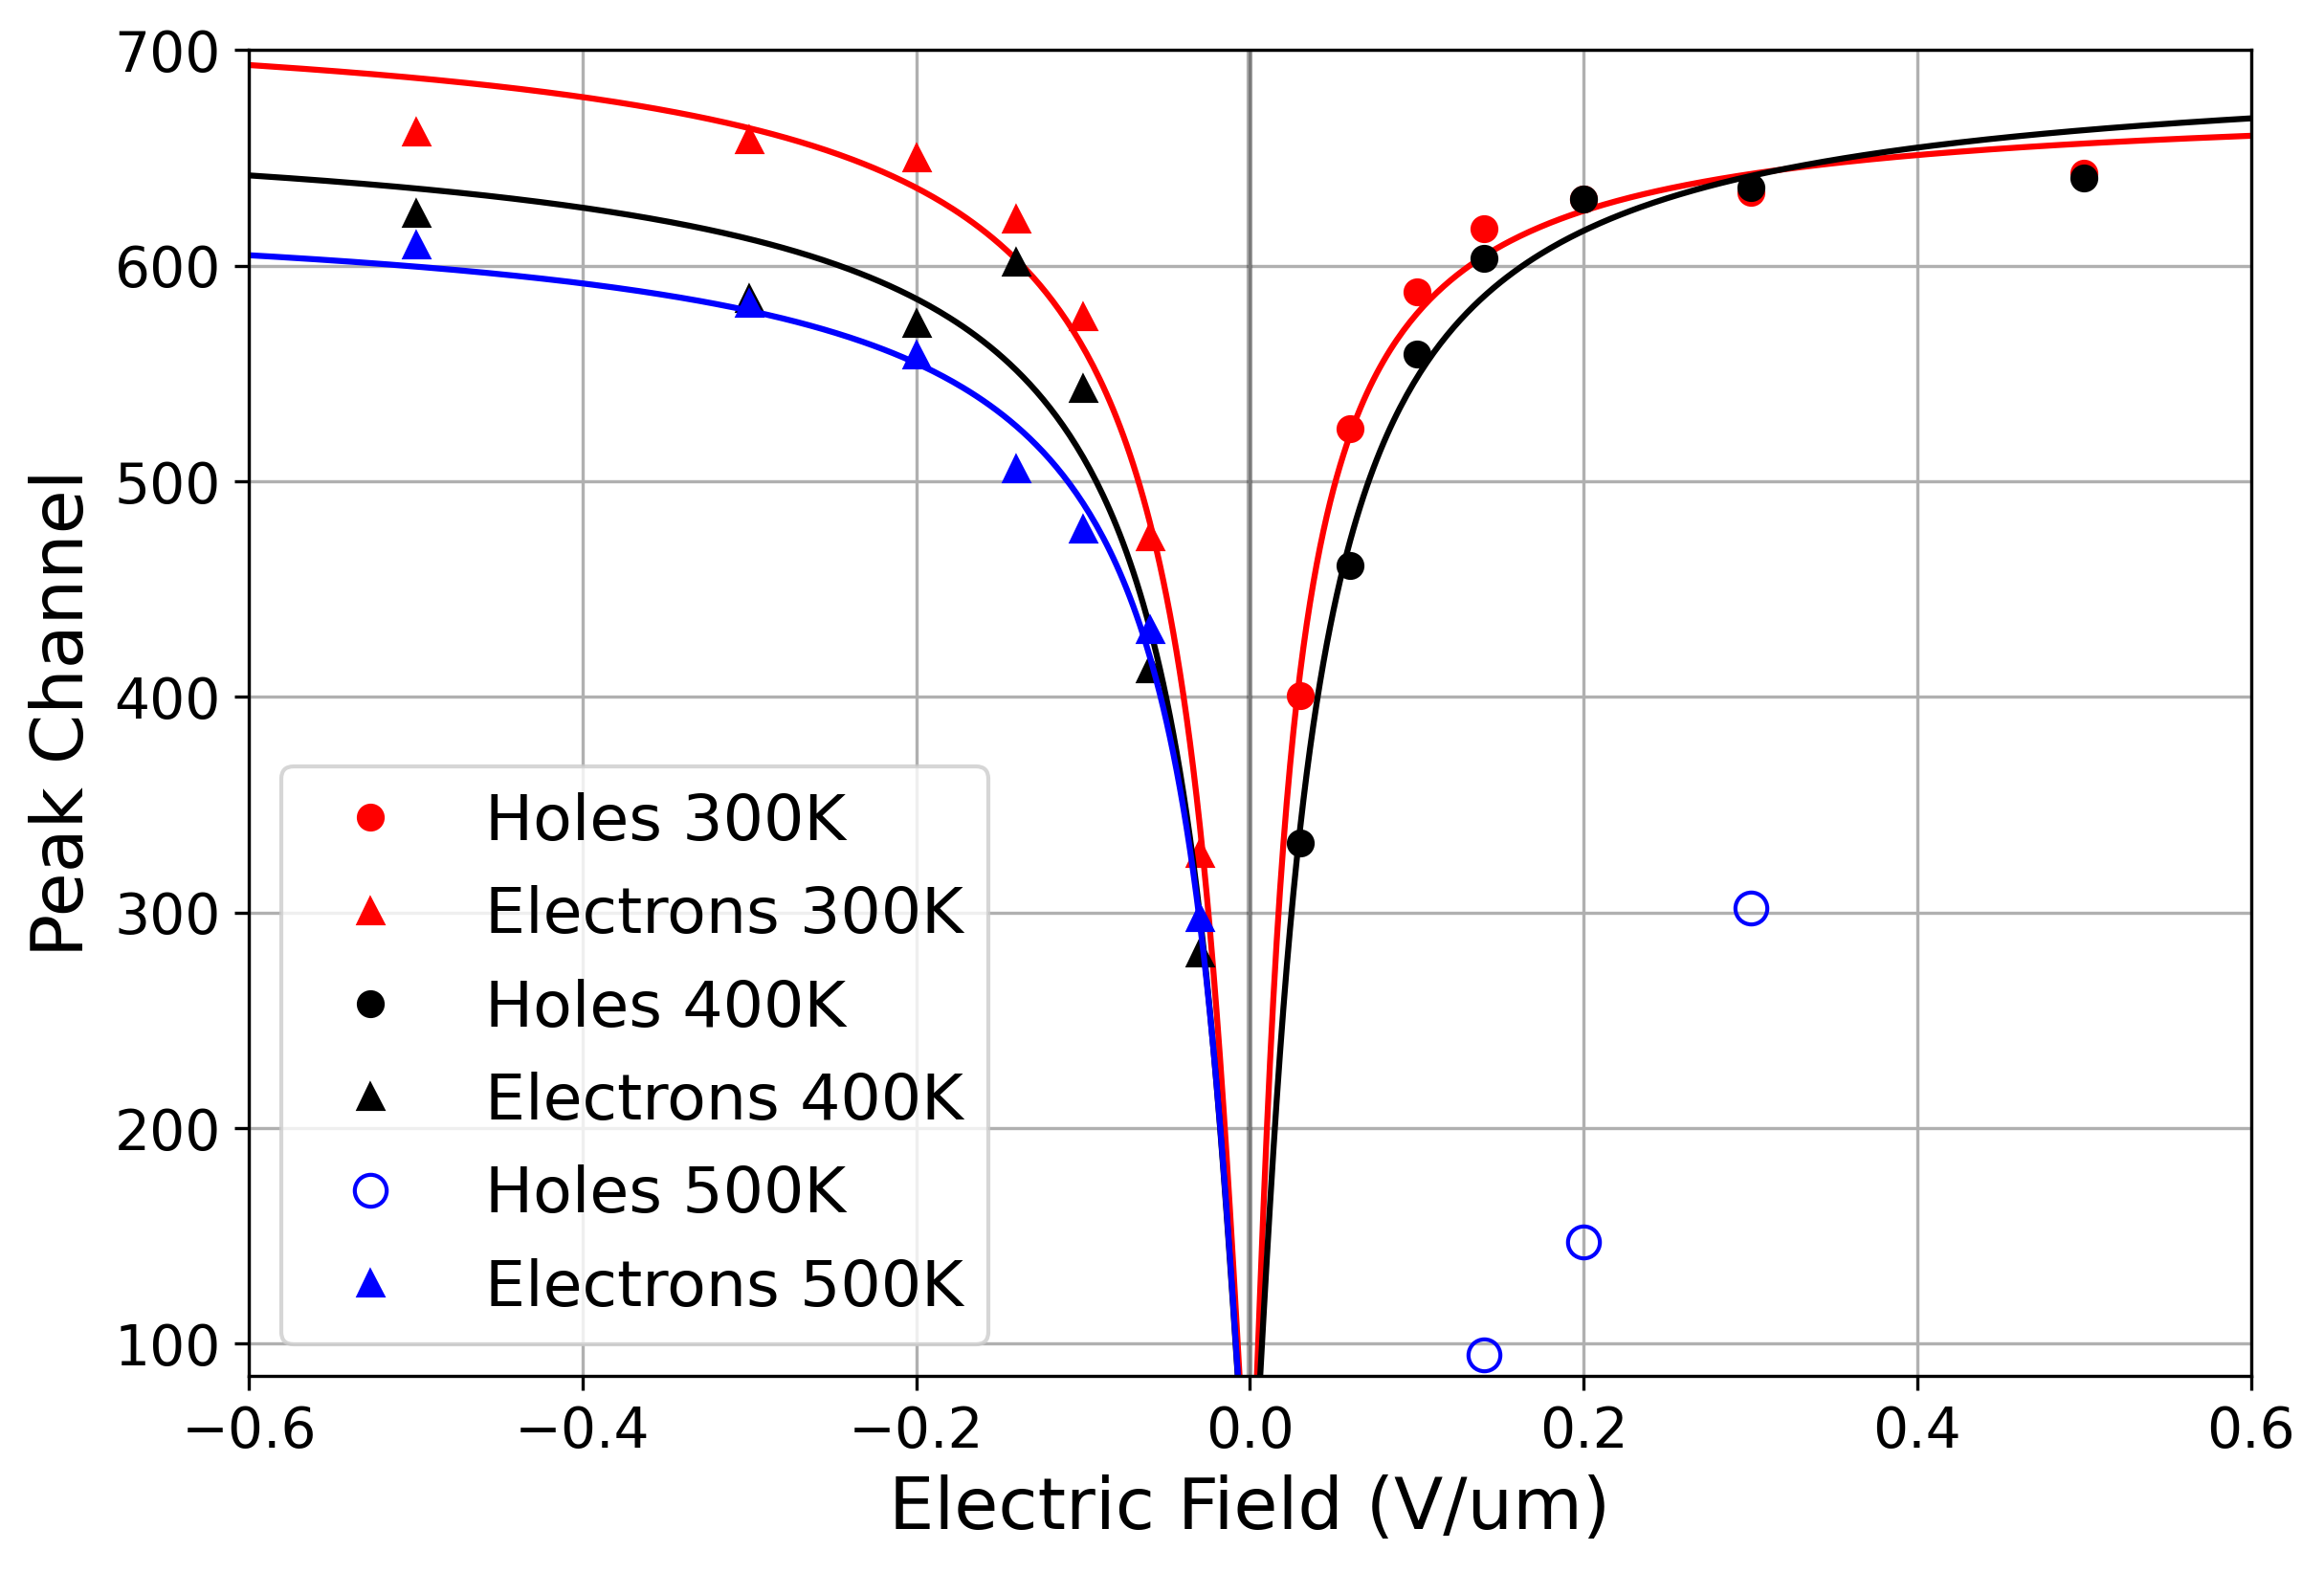 700
600
500
400
300
200
100
Peak Channel
Holes 300K
Electrons 300K
Holes 400K
Electrons 400K
Holes 500K
Electrons 500K
−0.6 −0.4 −0.2 0.0 0.2 0.4 0.6
Electric Field (V/um)